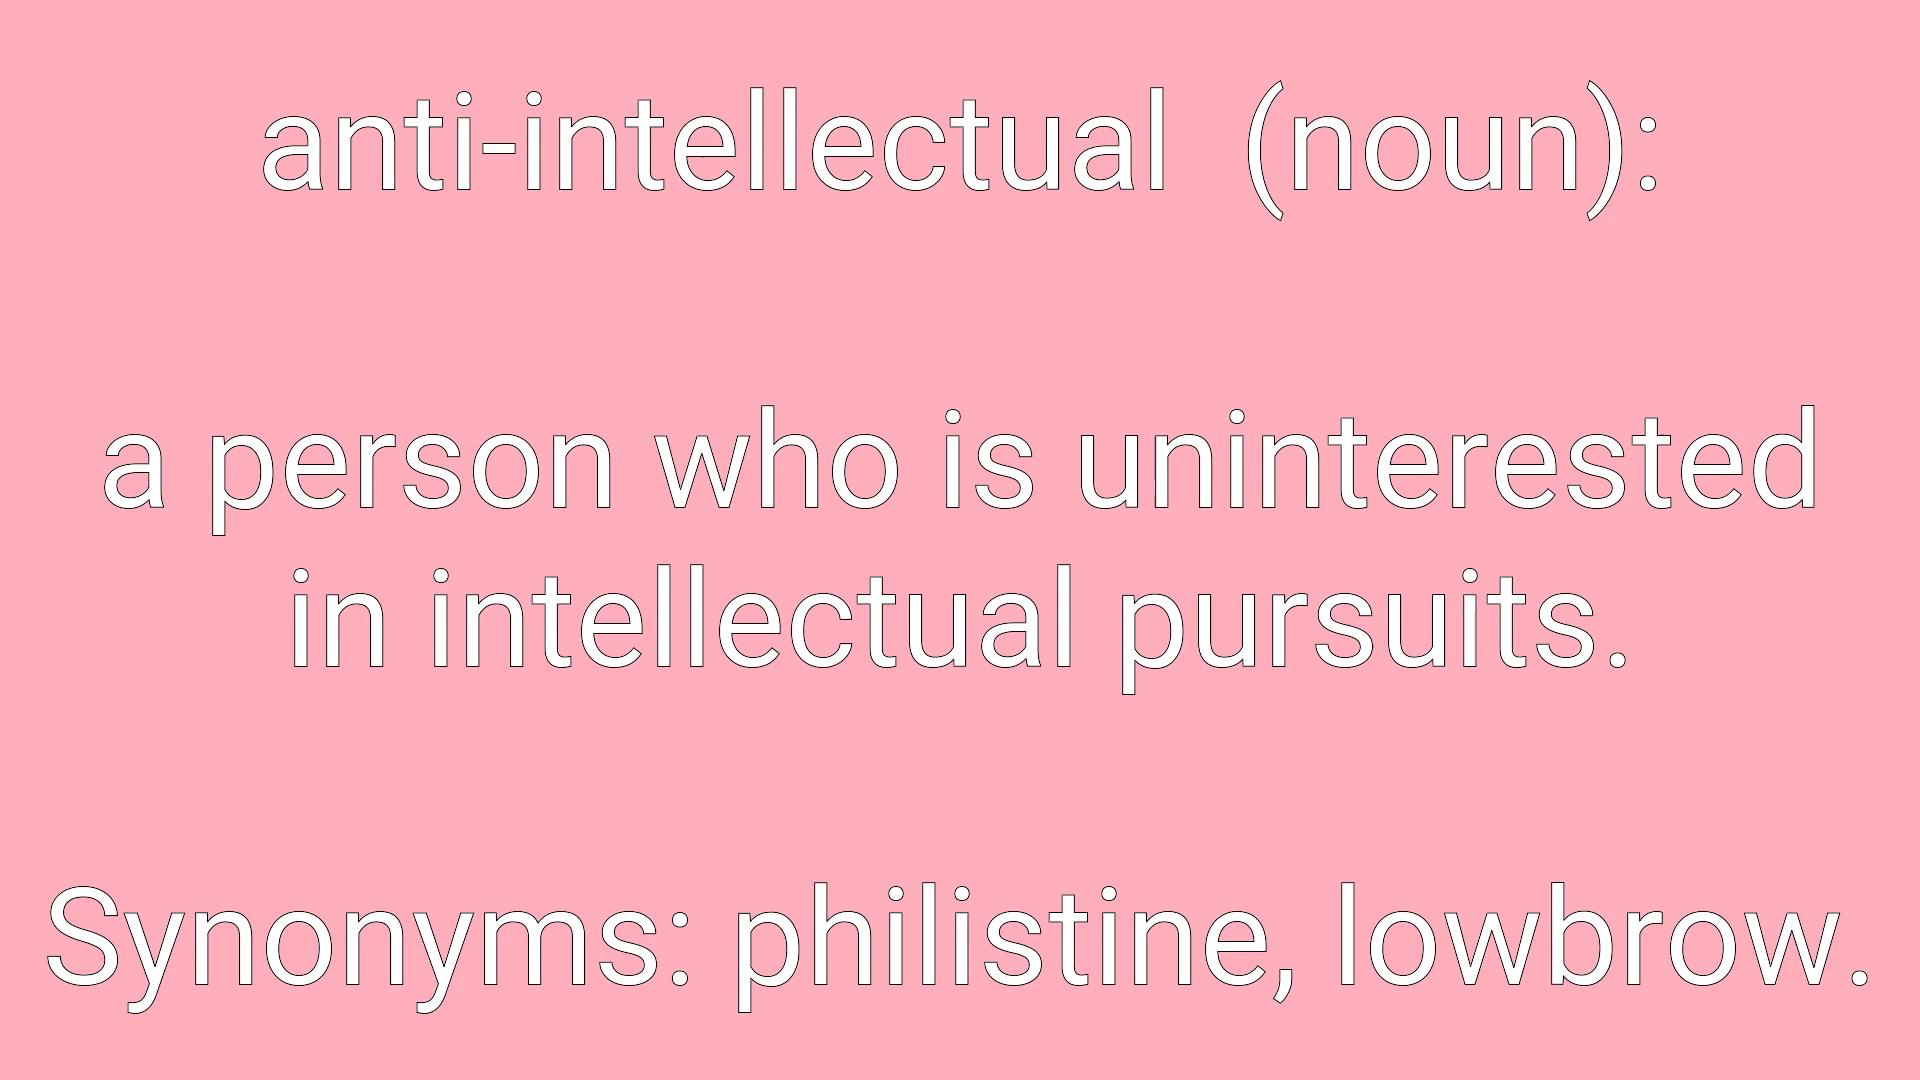 anti-intellectual  (noun):
a person who is uninterested
in intellectual pursuits.
Synonyms: philistine, lowbrow.